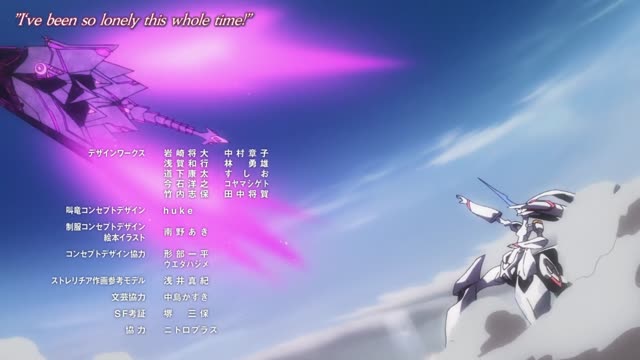 "I've been so lonely this whole time!"
デザインワークス 岩崎将大 中村章子
浅賀和行 林勇雄
道下康太 すしお
今石洋之 コヤマシゲト
竹内志保 田中将賀
叫竜コンセプトデザイン huke
制服コンセプトデザイン
絵本イラスト 南野あき
コンセプトデザイン協力 形部一平
ウエタハジメ
ストレリチア作画参考モデル 浅井真紀
文芸協力 中島かずき
SF考証 堺三保
協力 ニトロプラス